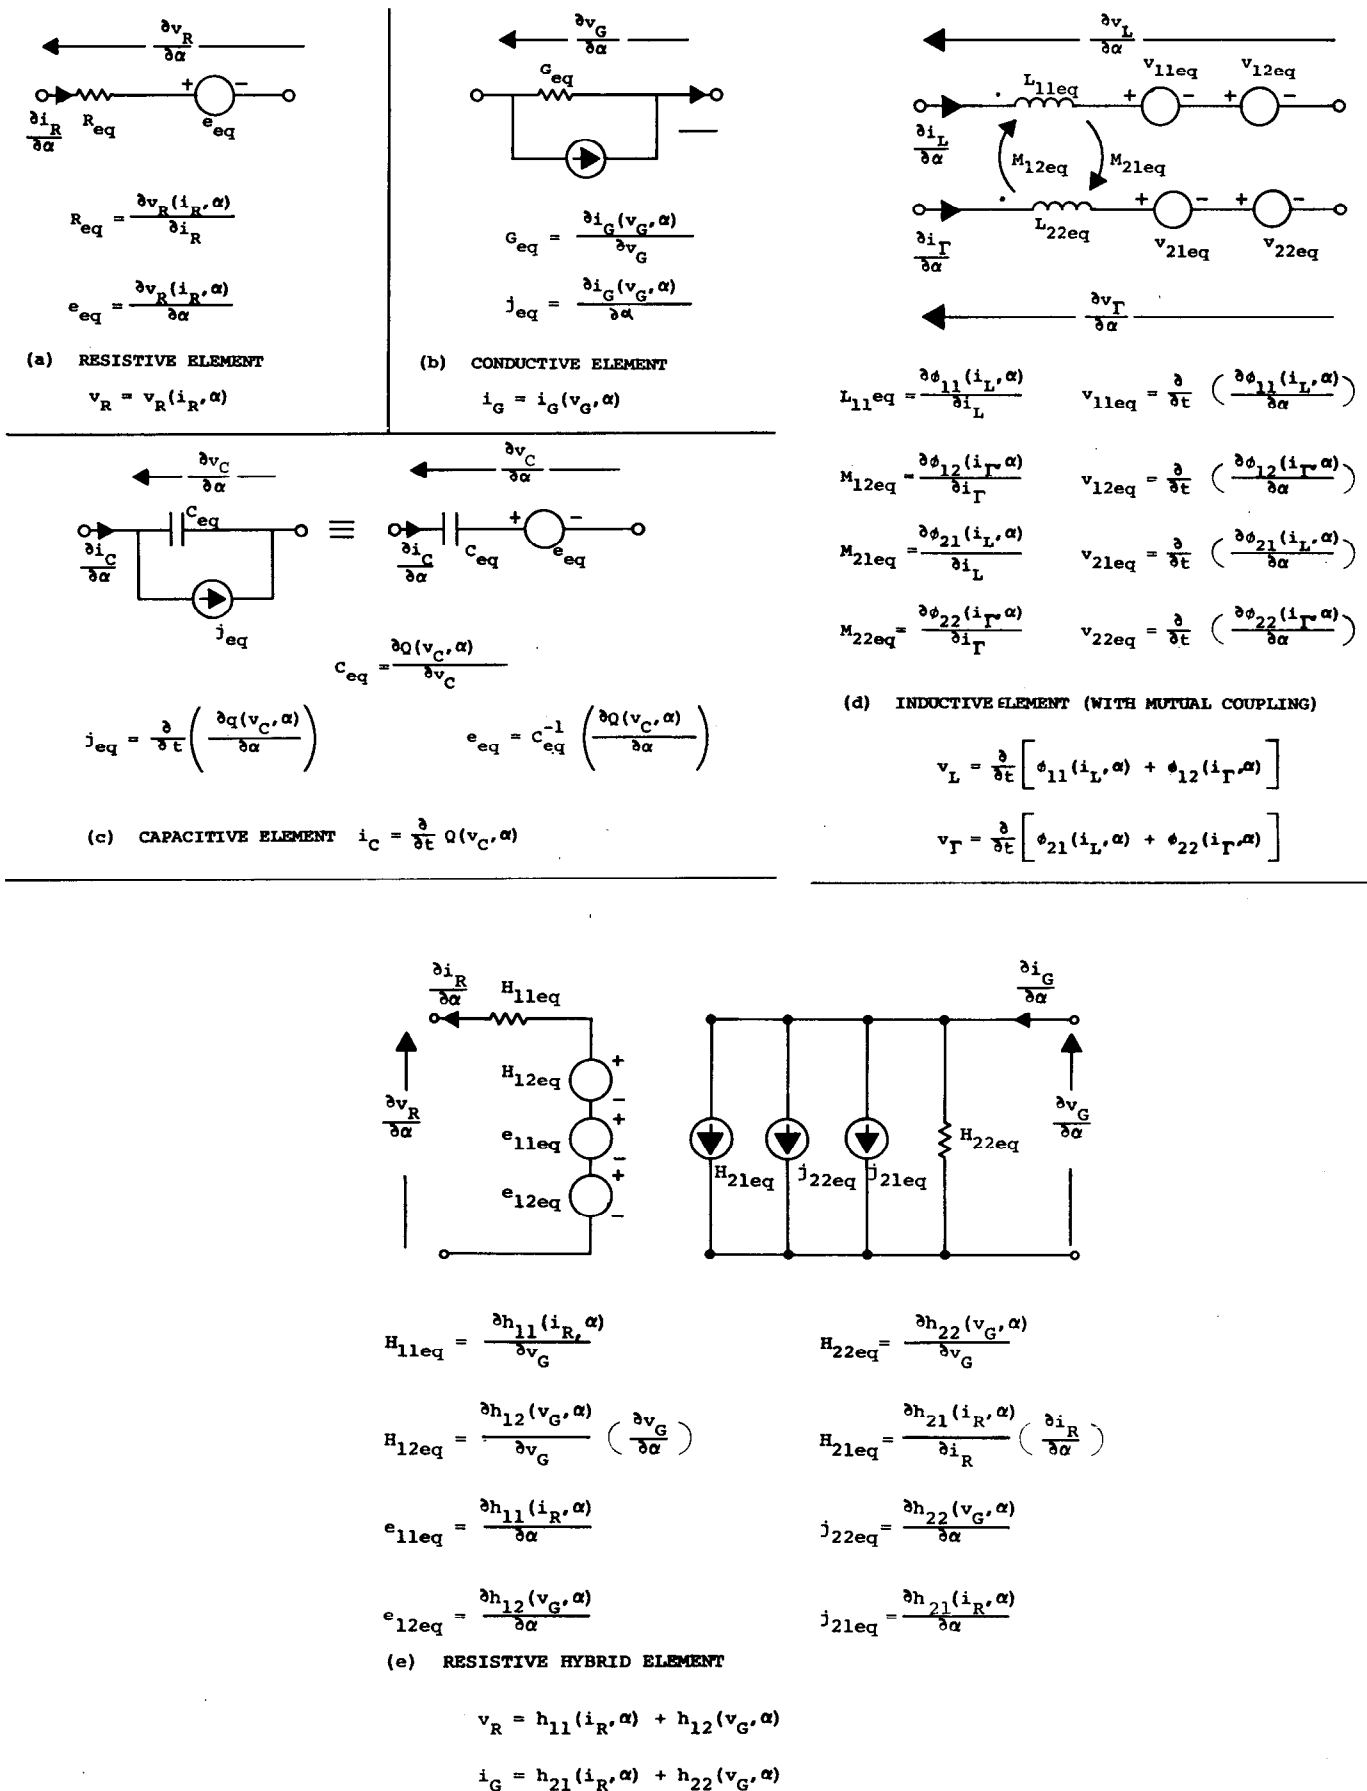 ∂v_R/∂α
+ −
∂i_R/∂α R_eq e_eq
R_eq = ∂v_R(i_R,α)/∂i_R
e_eq = ∂v_R(i_R,α)/∂α
(a) RESISTIVE ELEMENT
v_R = v_R(i_R,α)
∂v_G/∂α
G_eq
G_eq = ∂i_G(v_G,α)/∂v_G
j_eq = ∂i_G(v_G,α)/∂α
(b) CONDUCTIVE ELEMENT
i_G = i_G(v_G,α)
∂v_L/∂α
L_11eq v_11eq v_12eq
+ − + −
∂i_L/∂α
M_12eq M_21eq
+ − + −
∂i_Γ/∂α L_22eq v_21eq v_22eq
∂v_Γ/∂α
L_11eq = ∂φ_11(i_L,α)/∂i_L v_11eq = ∂/∂t (∂φ_11(i_L,α)/∂α)
M_12eq = ∂φ_12(i_Γ,α)/∂i_Γ v_12eq = ∂/∂t (∂φ_12(i_Γ,α)/∂α)
M_21eq = ∂φ_21(i_L,α)/∂i_L v_21eq = ∂/∂t (∂φ_21(i_L,α)/∂α)
M_22eq = ∂φ_22(i_Γ,α)/∂i_Γ v_22eq = ∂/∂t (∂φ_22(i_Γ,α)/∂α)
(d) INDUCTIVE ELEMENT (WITH MUTUAL COUPLING)
v_L = ∂/∂t [φ_11(i_L,α) + φ_12(i_Γ,α)]
v_Γ = ∂/∂t [φ_21(i_L,α) + φ_22(i_Γ,α)]
∂v_C/∂α ∂v_C/∂α
C_eq ≡ + −
∂i_C/∂α ∂i_C/∂α C_eq e_eq
j_eq
C_eq = ∂Q(v_C,α)/∂v_C
j_eq = ∂/∂t (∂q(v_C,α)/∂α) e_eq = C_eq^-1 (∂Q(v_C,α)/∂α)
(c) CAPACITIVE ELEMENT i_C = ∂/∂t Q(v_C,α)
∂i_R/∂α H_11eq ∂i_G/∂α
H_12eq + −
∂v_R/∂α e_11eq + − ∂v_G/∂α
e_12eq + −
H_21eq j_22eq j_21eq H_22eq
H_11eq = ∂h_11(i_R,α)/∂v_G H_22eq = ∂h_22(v_G,α)/∂v_G
H_12eq = ∂h_12(v_G,α)/∂v_G (∂v_G/∂α) H_21eq = ∂h_21(i_R,α)/∂i_R (∂i_R/∂α)
e_11eq = ∂h_11(i_R,α)/∂α j_22eq = ∂h_22(v_G,α)/∂α
e_12eq = ∂h_12(v_G,α)/∂α j_21eq = ∂h_21(i_R,α)/∂α
(e) RESISTIVE HYBRID ELEMENT
v_R = h_11(i_R,α) + h_12(v_G,α)
i_G = h_21(i_R,α) + h_22(v_G,α)